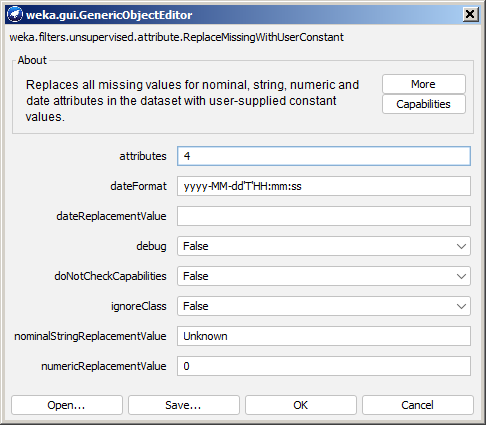 weka.gui.GenericObjectEditor
weka.filters.unsupervised.attribute.ReplaceMissingWithUserConstant
About
Replaces all missing values for nominal, string, numeric and
date attributes in the dataset with user-supplied constant
values.
More
Capabilities
attributes 4
dateFormat yyyy-MM-dd'T'HH:mm:ss
dateReplacementValue
debug False
doNotCheckCapabilities False
ignoreClass False
nominalStringReplacementValue Unknown
numericReplacementValue 0
Open... Save... OK Cancel